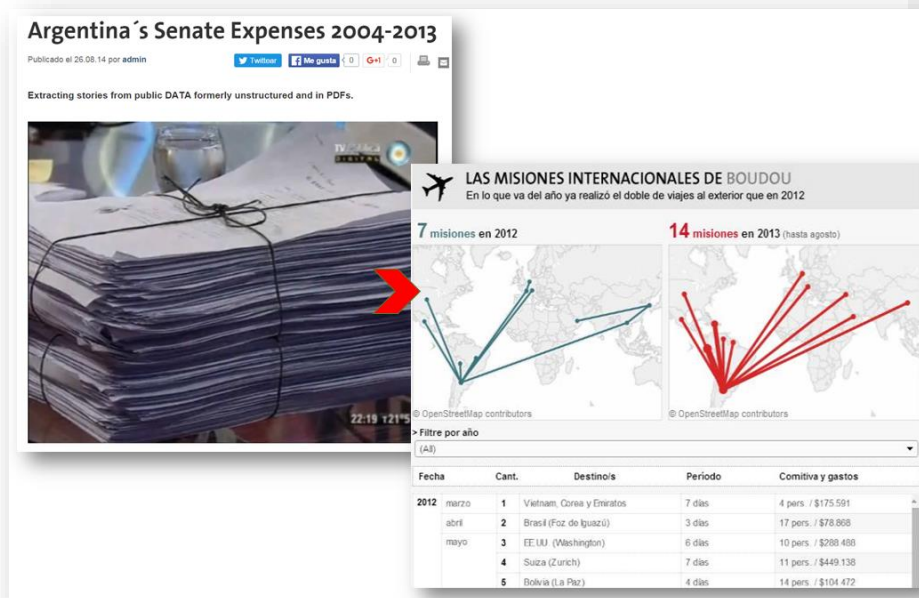 Argentina´s Senate Expenses 2004-2013
Publicado el 26.08.14 por admin
Twittear
Me gusta
0
G+1
0
Extracting stories from public DATA formerly unstructured and in PDFs.
DIGITAL
22:19 T21°5
LAS MISIONES INTERNACIONALES DE BOUDOU
En lo que va del año ya realizó el doble de viajes al exterior que en 2012
7 misiones en 2012
14 misiones en 2013 (hasta agosto)
© OpenStreetMap contributors
© OpenStreetMap contributors
> Filtre por año
(All)
Fecha Cant. Destino/s Período Comitiva y gastos
2012 marzo 1 Vietnam, Corea y Emiratos 7 días 4 pers. / $175.591
abril 2 Brasil (Foz de Iguazú) 3 días 17 pers. / $78.868
mayo 3 EE.UU. (Washington) 6 días 10 pers. / $288.488
4 Suiza (Zurich) 7 días 11 pers. / $449.138
5 Bolivia (La Paz) 4 días 14 pers. / $104.472